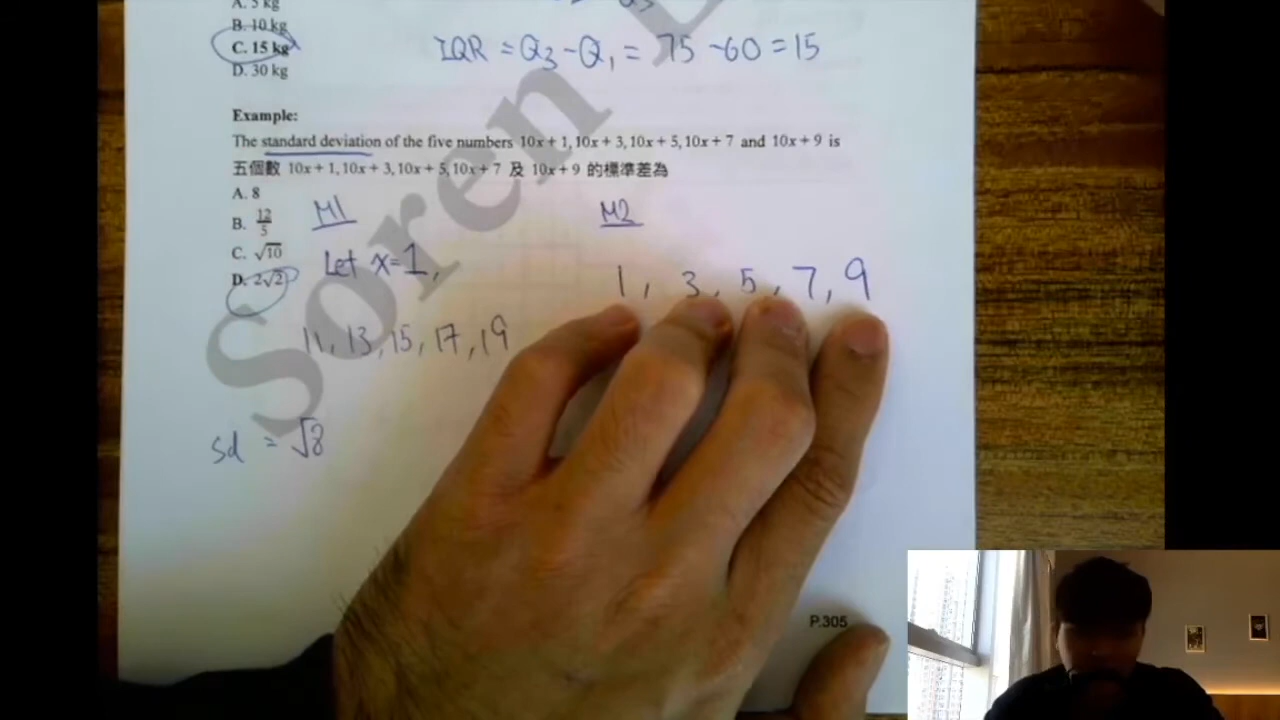 A. 5 kg
B. 10 kg
C. 15 kg
D. 30 kg
IQR = Q3 - Q1 = 75 - 60 = 15
Example:
The standard deviation of the five numbers 10x + 1, 10x + 3, 10x + 5, 10x + 7 and 10x + 9 is
五個數 10x + 1, 10x + 3, 10x + 5, 10x + 7 及 10x + 9 的標準差為
A. 8
B. 12/5
C. √10
D. 2√2
M1
Let x=1,
11, 13, 15, 17, 19
sd = √8
M2
1, 3, 5, 7, 9
Soren
P.305